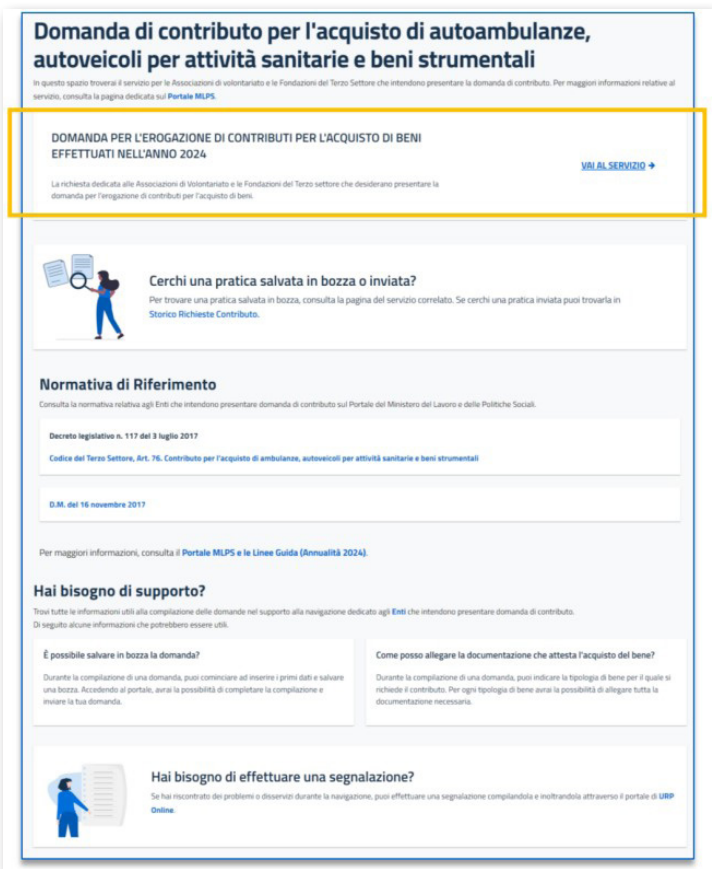 Domanda di contributo per l'acquisto di autoambulanze,
autoveicoli per attività sanitarie e beni strumentali
In questo spazio troverai il servizio per le Associazioni di volontariato e le Fondazioni del Terzo Settore che intendono presentare la domanda di contributo. Per maggiori informazioni relative al
servizio, consulta la pagina dedicata sul Portale MLPS.
DOMANDA PER L'EROGAZIONE DI CONTRIBUTI PER L'ACQUISTO DI BENI
EFFETTUATI NELL'ANNO 2024
VAI AL SERVIZIO →
La richiesta dedicata alle Associazioni di Volontariato e le Fondazioni del Terzo settore che desiderano presentare la
domanda per l'erogazione di contributi per l'acquisto di beni.
Cerchi una pratica salvata in bozza o inviata?
Per trovare una pratica salvata in bozza, consulta la pagina del servizio correlato. Se cerchi una pratica inviata puoi trovarla in
Storico Richieste Contributo.
Normativa di Riferimento
Consulta la normativa relativa agli Enti che intendono presentare domanda di contributo sul Portale del Ministero del Lavoro e delle Politiche Sociali.
Decreto legislativo n. 117 del 3 luglio 2017
Codice del Terzo Settore, Art. 76. Contributo per l'acquisto di ambulanze, autoveicoli per attività sanitarie e beni strumentali
D.M. del 16 novembre 2017
Per maggiori informazioni, consulta il Portale MLPS e le Linee Guida (Annualità 2024).
Hai bisogno di supporto?
Trovi tutte le informazioni utili alla compilazione delle domande nel supporto alla navigazione dedicato agli Enti che intendono presentare domanda di contributo.
Di seguito alcune informazioni che potrebbero essere utili.
È possibile salvare in bozza la domanda?
Durante la compilazione di una domanda, puoi cominciare ad inserire i primi dati e salvare
una bozza. Accedendo al portale, avrai la possibilità di completare la compilazione e
inviare la tua domanda.
Come posso allegare la documentazione che attesta l'acquisto del bene?
Durante la compilazione di una domanda, puoi indicare la tipologia di bene per il quale si
richiede il contributo. Per ogni tipologia di bene avrai la possibilità di allegare tutta la
documentazione necessaria.
Hai bisogno di effettuare una segnalazione?
Se hai riscontrato dei problemi o disservizi durante la navigazione, puoi effettuare una segnalazione compilandola e inoltrandola attraverso il portale di URP
Online.